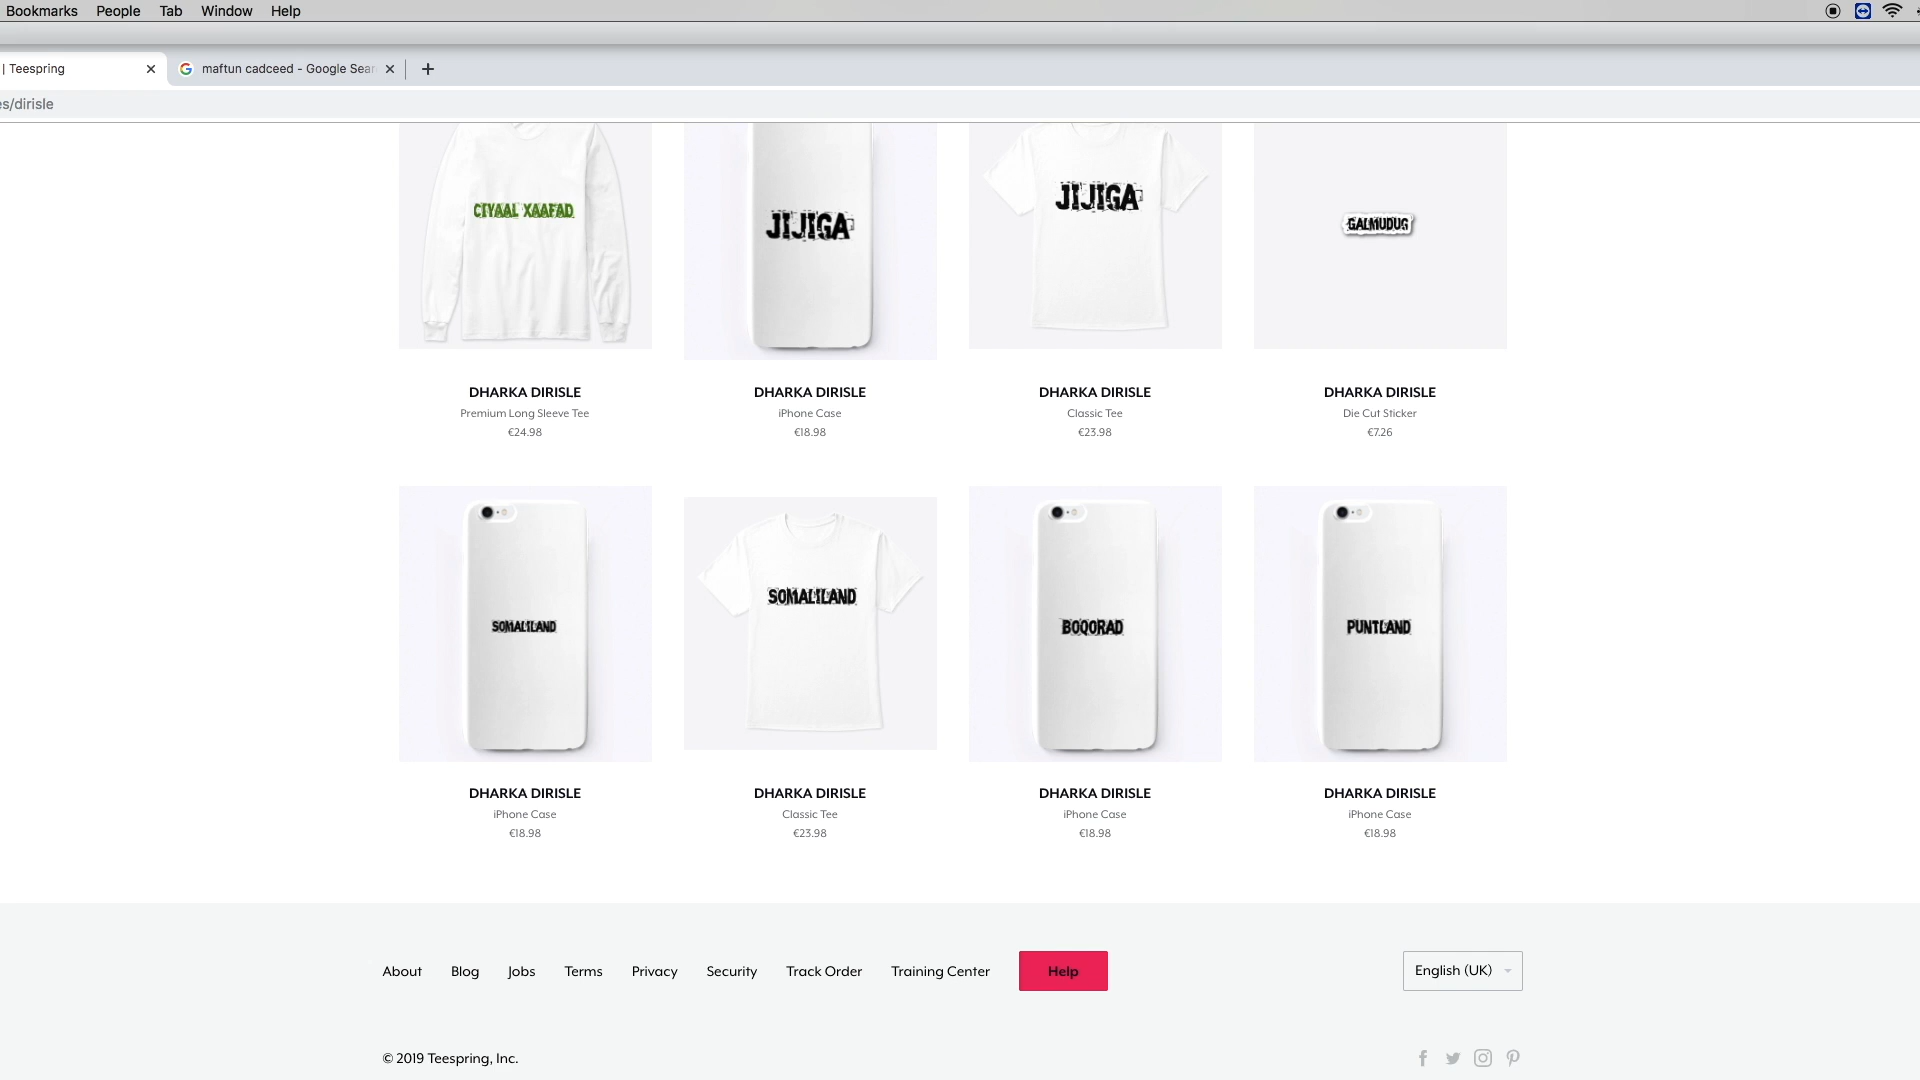 Bookmarks People Tab Window Help
| Teespring
maftun cadceed - Google Sear
es/dirisle
CIYAAL XAAFAD
JIJIGA
JIJIGA
GALMUDUG
DHARKA DIRISLE
Premium Long Sleeve Tee
€24.98
DHARKA DIRISLE
iPhone Case
€18.98
DHARKA DIRISLE
Classic Tee
€23.98
DHARKA DIRISLE
Die Cut Sticker
€7.26
SOMALILAND
SOMALILAND
BOQORAD
PUNTLAND
DHARKA DIRISLE
iPhone Case
€18.98
DHARKA DIRISLE
Classic Tee
€23.98
DHARKA DIRISLE
iPhone Case
€18.98
DHARKA DIRISLE
iPhone Case
€18.98
About Blog Jobs Terms Privacy Security Track Order Training Center Help
English (UK)
© 2019 Teespring, Inc.